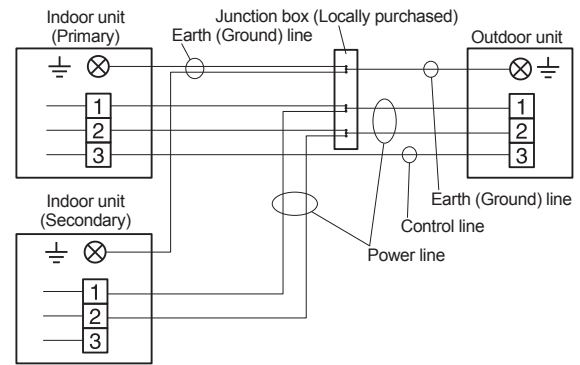 Indoor unit
(Primary)
Junction box (Locally purchased)
Earth (Ground) line
Outdoor unit
1
2
3
1
2
3
Earth (Ground) line
Control line
Power line
Indoor unit
(Secondary)
1
2
3